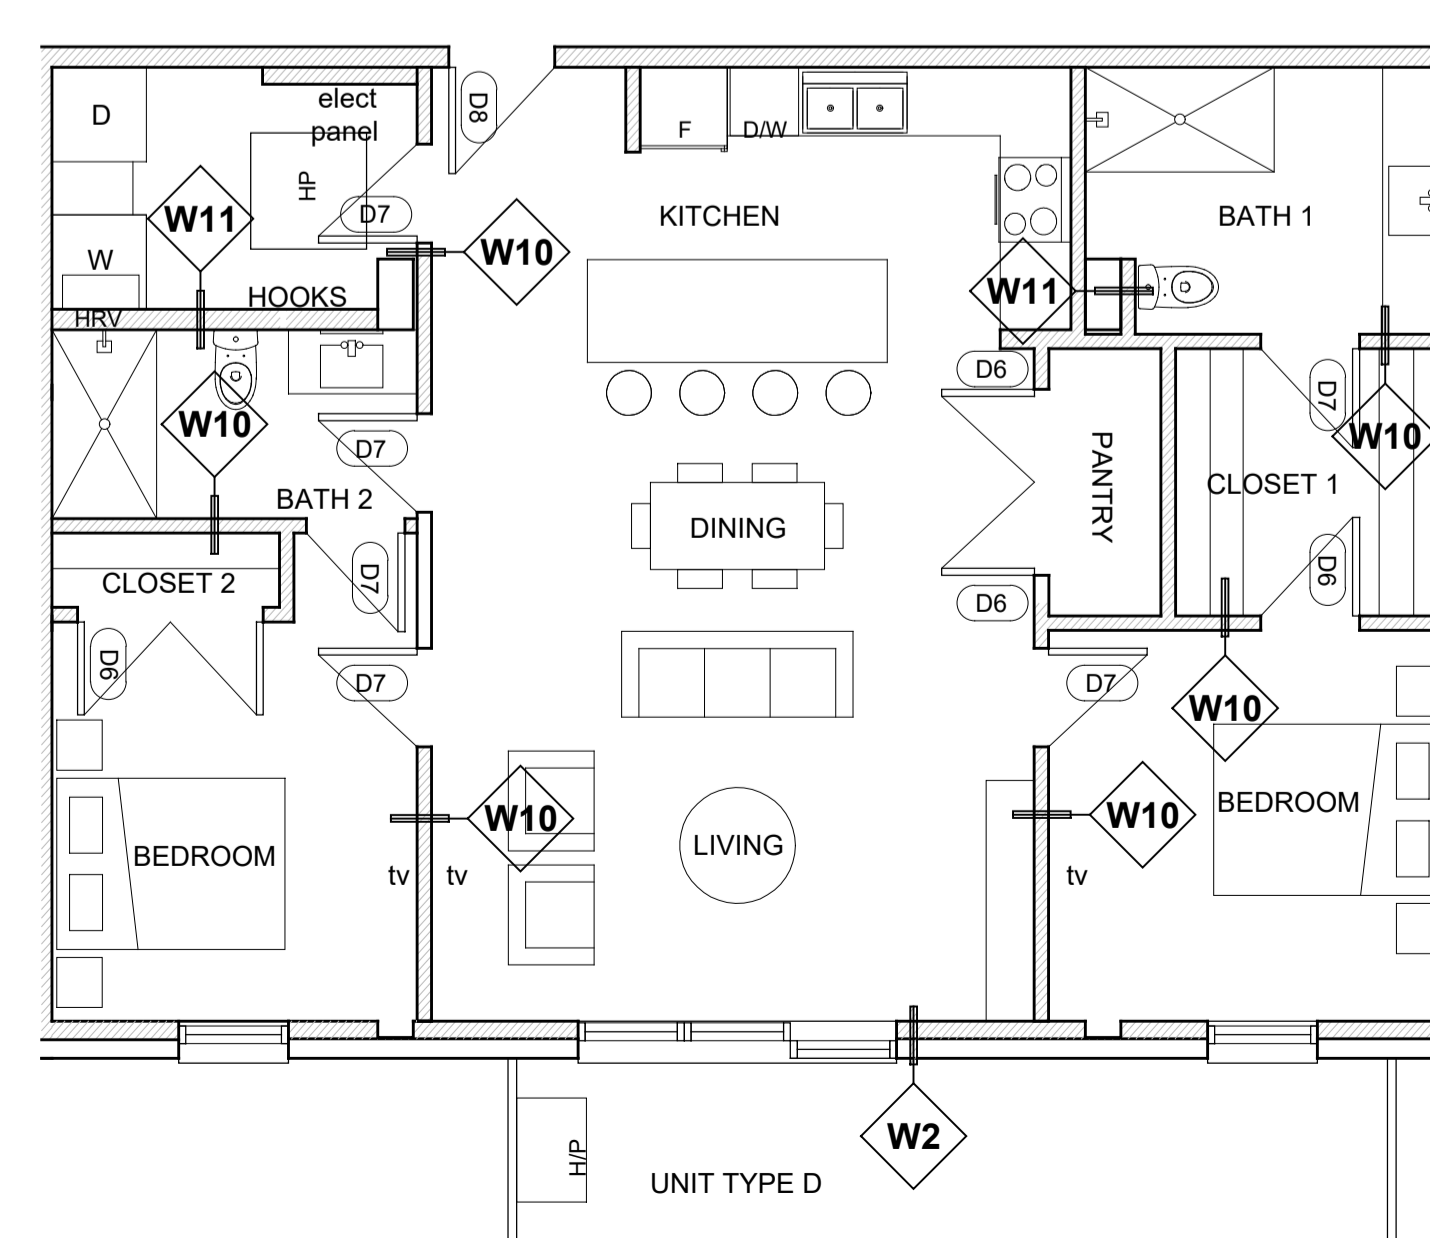 elect
panel
D
D8
F
D/W
HP
W11
D7
W10
KITCHEN
BATH 1
W
HOOKS
W11
HRV
D6
D7
W10
W10
D7
PANTRY
CLOSET 1
BATH 2
DINING
D7
D6
CLOSET 2
D6
D6
D7
D7
W10
BEDROOM
W10
W10
LIVING
BEDROOM
tv
tv
tv
W2
H/P
UNIT TYPE D